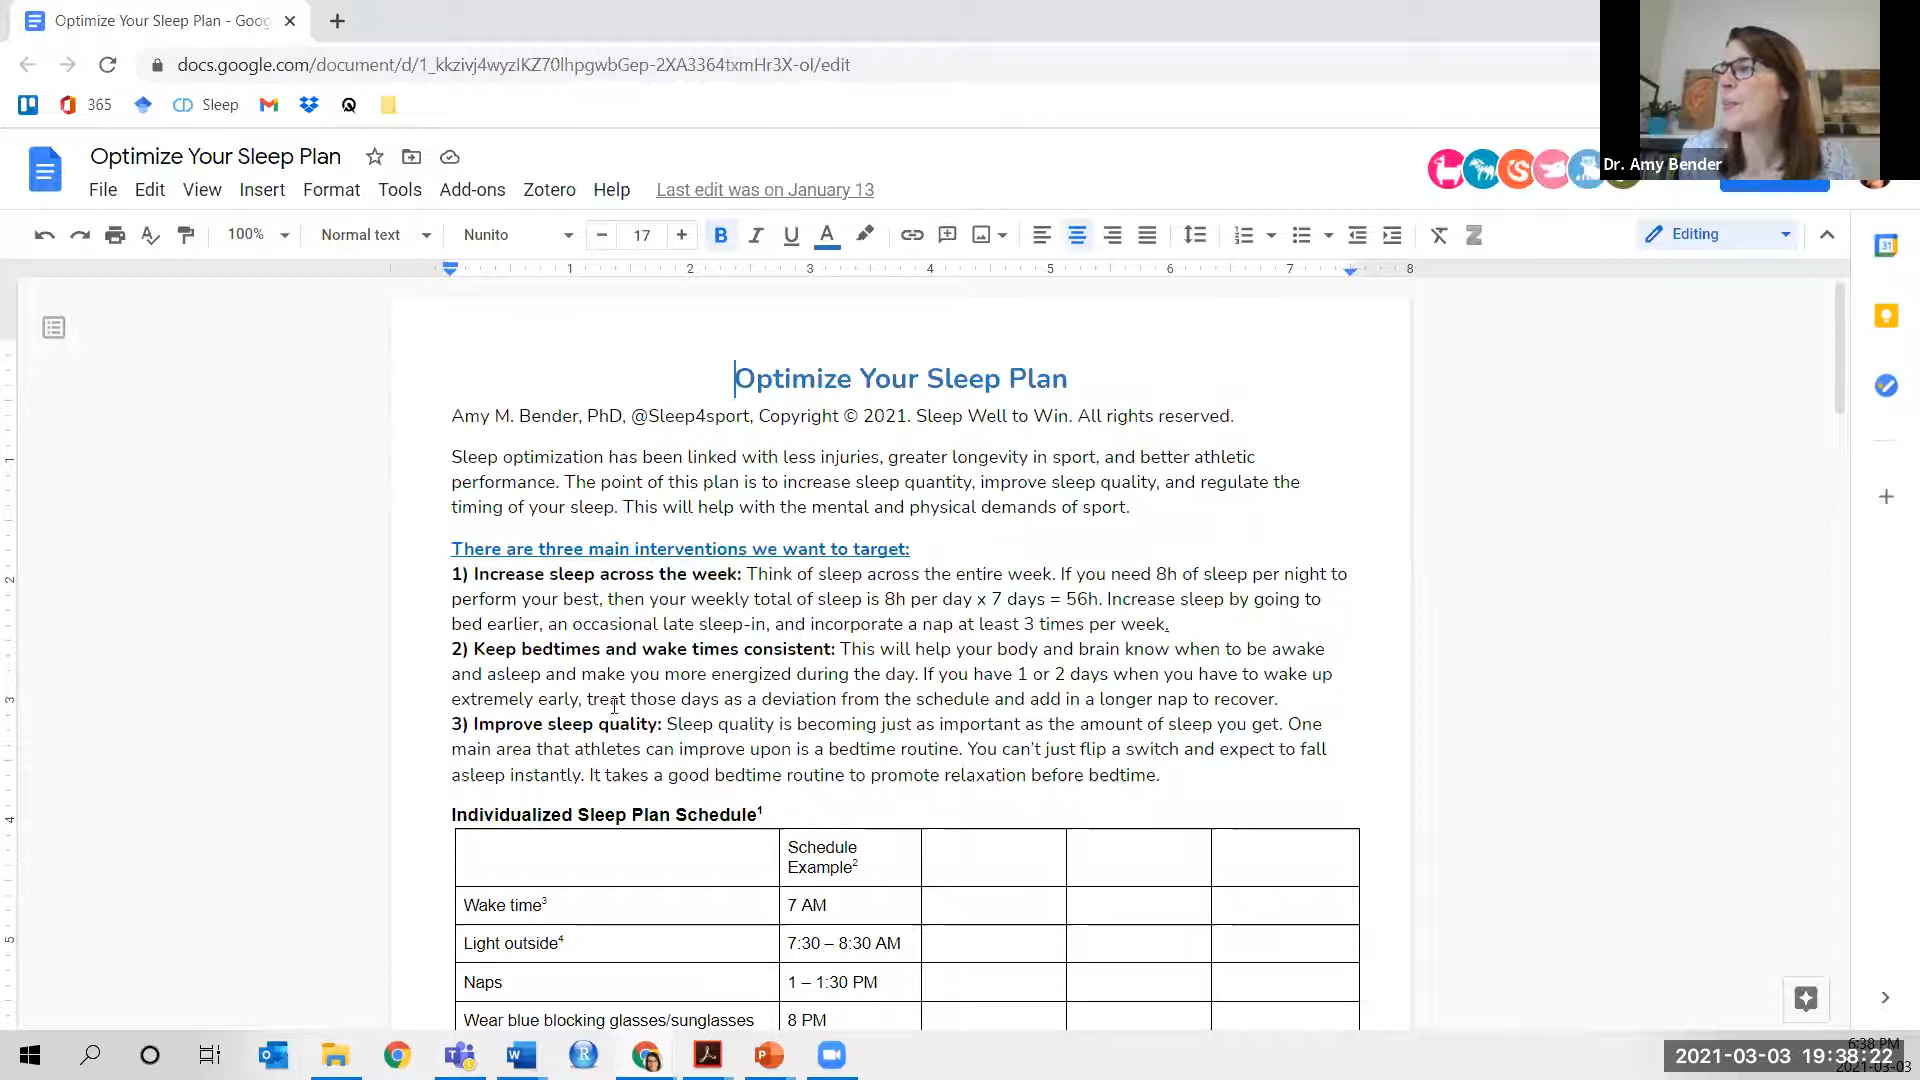 Optimize Your Sleep Plan - Goog
docs.google.com/document/d/1_kkzivj4wyzIKZ70lhpgwbGep-2XA3364txmHr3X-oI/edit
365 Sleep
Optimize Your Sleep Plan
File Edit View Insert Format Tools Add-ons Zotero Help Last edit was on January 13
Dr. Amy Bender
100% Normal text Nunito 17 Editing
1 2 3 4 5 6 7 8
Optimize Your Sleep Plan
Amy M. Bender, PhD, @Sleep4sport, Copyright © 2021. Sleep Well to Win. All rights reserved.
Sleep optimization has been linked with less injuries, greater longevity in sport, and better athletic
performance. The point of this plan is to increase sleep quantity, improve sleep quality, and regulate the
timing of your sleep. This will help with the mental and physical demands of sport.
There are three main interventions we want to target:
1) Increase sleep across the week: Think of sleep across the entire week. If you need 8h of sleep per night to
perform your best, then your weekly total of sleep is 8h per day x 7 days = 56h. Increase sleep by going to
bed earlier, an occasional late sleep-in, and incorporate a nap at least 3 times per week.
2) Keep bedtimes and wake times consistent: This will help your body and brain know when to be awake
and asleep and make you more energized during the day. If you have 1 or 2 days when you have to wake up
extremely early, treat those days as a deviation from the schedule and add in a longer nap to recover.
3) Improve sleep quality: Sleep quality is becoming just as important as the amount of sleep you get. One
main area that athletes can improve upon is a bedtime routine. You can't just flip a switch and expect to fall
asleep instantly. It takes a good bedtime routine to promote relaxation before bedtime.
Individualized Sleep Plan Schedule¹
Schedule
Example²
Wake time³ 7 AM
Light outside⁴ 7:30 – 8:30 AM
Naps 1 – 1:30 PM
Wear blue blocking glasses/sunglasses 8 PM
6:38 PM
2021-03-03 19:38:22
2021-03-03